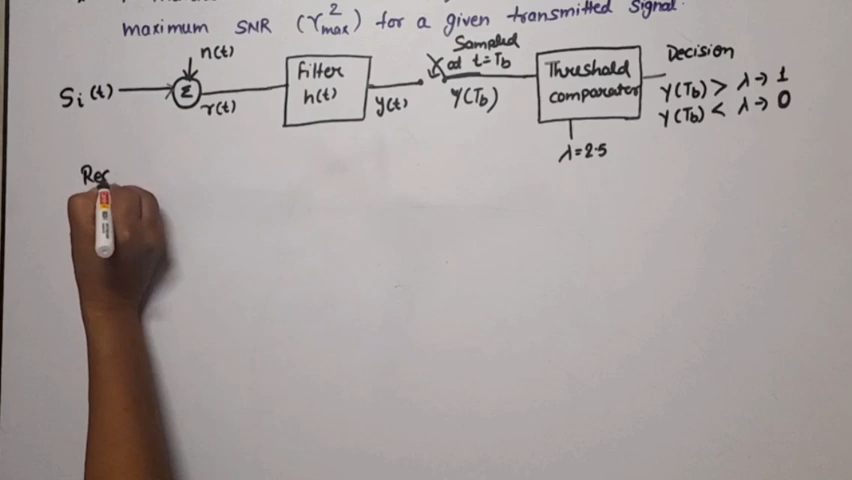 maximum SNR (γ²max) for a given transmitted signal.
n(t)
Si(t)
Σ
r(t)
Filter
h(t)
y(t)
Sampled
at t=Tb
Y(Tb)
Threshold
comparator
λ=2.5
Decision
Y(Tb) > λ → 1
Y(Tb) < λ → 0
Rec